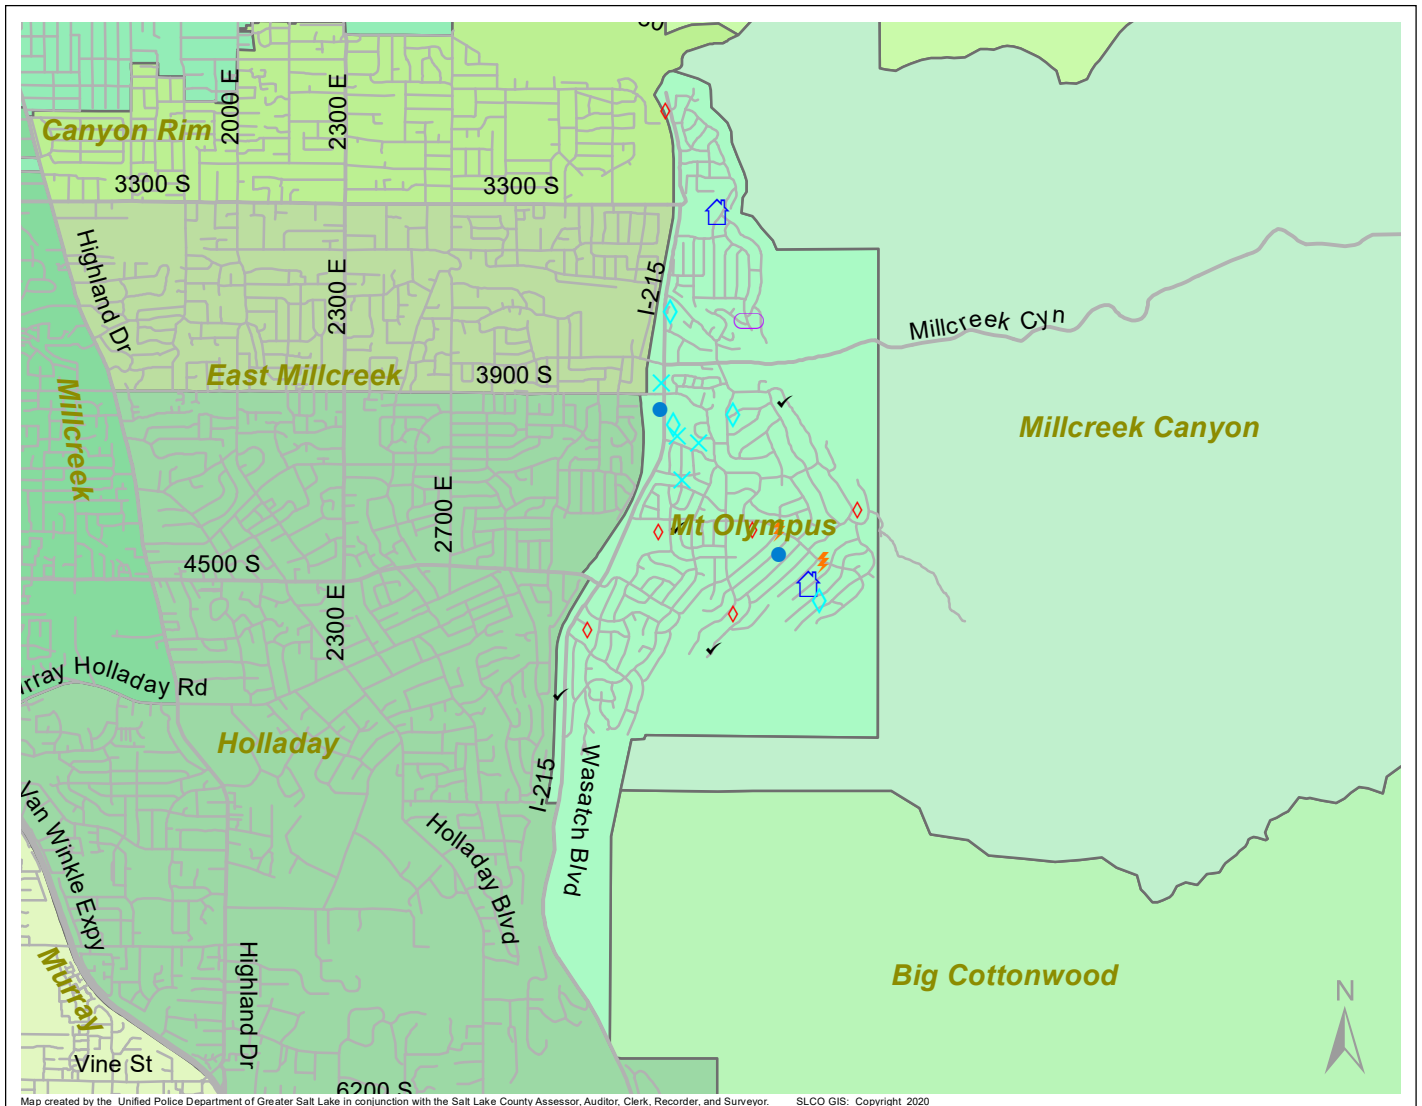 2000 E
2300 E
Canyon Rim
3300 S
3300 S
Highland Dr
2300 E
I-215
Millcreek Cyn
East Millcreek
3900 S
Millcreek
Millcreek Canyon
2700 E
Mt Olympus
4500 S
2300 E
rray Holladay Rd
Holladay
I-215
Wasatch Blvd
Van Winkle Expy
Holladay Blvd
Highland Dr
Murray
Big Cottonwood
N
Vine St
6200 S
Map created by the Unified Police Department of Greater Salt Lake in conjunction with the Salt Lake County Assessor, Auditor, Clerk, Recorder, and Surveyor. SLCO GIS: Copyright 2020